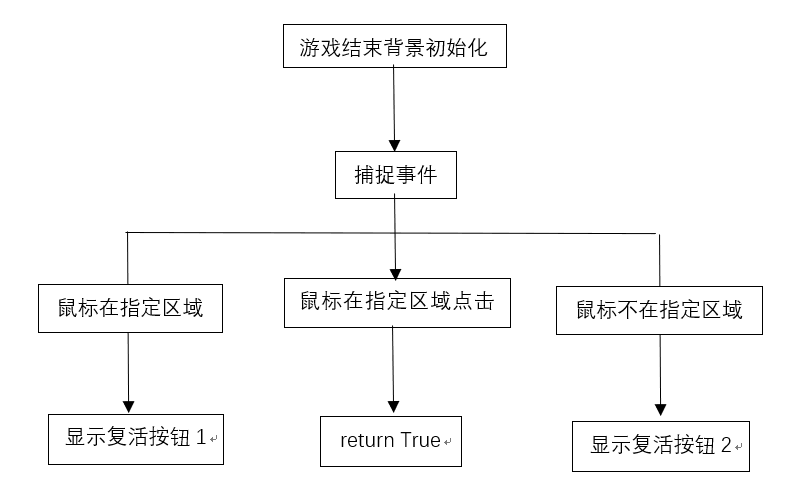 游戏结束背景初始化
捕捉事件
鼠标在指定区域
鼠标在指定区域点击
鼠标不在指定区域
显示复活按钮 1
return True
显示复活按钮 2